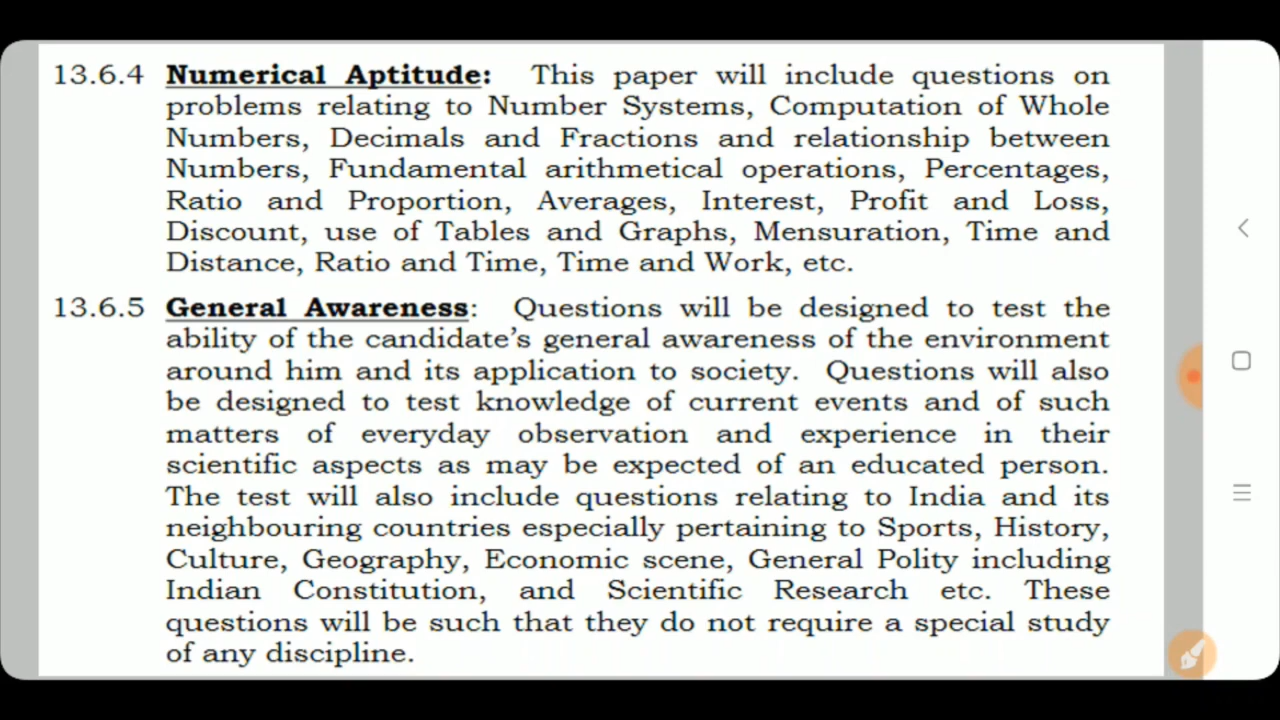 13.6.4 Numerical Aptitude: This paper will include questions on
problems relating to Number Systems, Computation of Whole
Numbers, Decimals and Fractions and relationship between
Numbers, Fundamental arithmetical operations, Percentages,
Ratio and Proportion, Averages, Interest, Profit and Loss,
Discount, use of Tables and Graphs, Mensuration, Time and
Distance, Ratio and Time, Time and Work, etc.
13.6.5 General Awareness: Questions will be designed to test the
ability of the candidate's general awareness of the environment
around him and its application to society. Questions will also
be designed to test knowledge of current events and of such
matters of everyday observation and experience in their
scientific aspects as may be expected of an educated person.
The test will also include questions relating to India and its
neighbouring countries especially pertaining to Sports, History,
Culture, Geography, Economic scene, General Polity including
Indian Constitution, and Scientific Research etc. These
questions will be such that they do not require a special study
of any discipline.